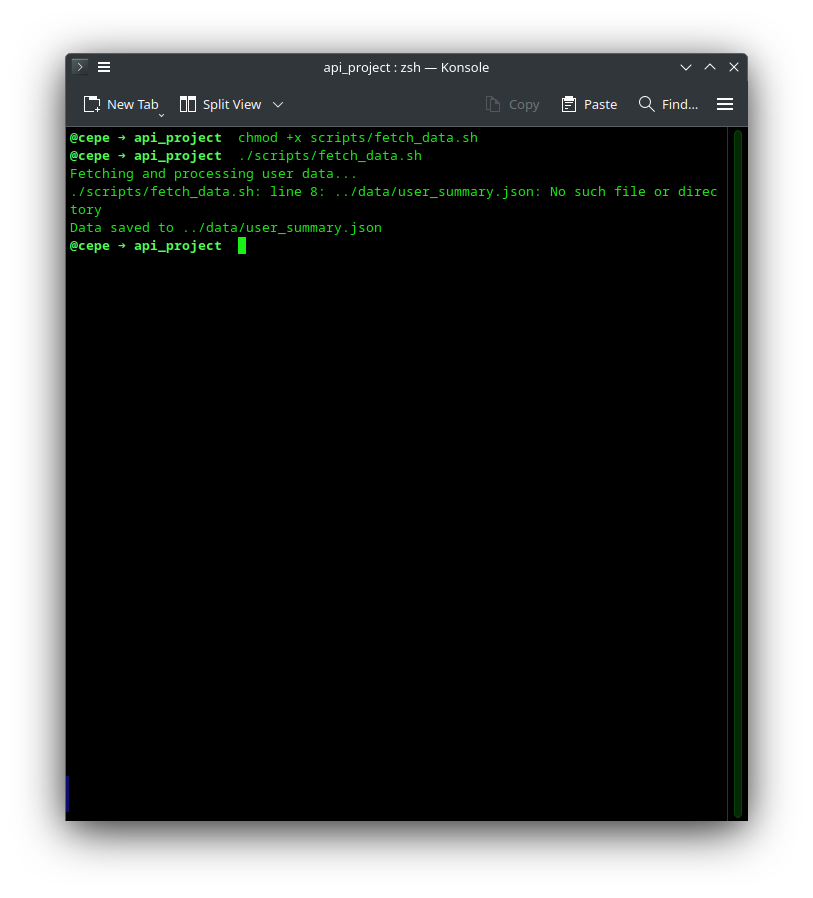 api_project : zsh — Konsole
New Tab Split View Copy Paste Find...
@cepe → api_project  chmod +x scripts/fetch_data.sh
@cepe → api_project  ./scripts/fetch_data.sh
Fetching and processing user data...
./scripts/fetch_data.sh: line 8: ../data/user_summary.json: No such file or direc
tory
Data saved to ../data/user_summary.json
@cepe → api_project